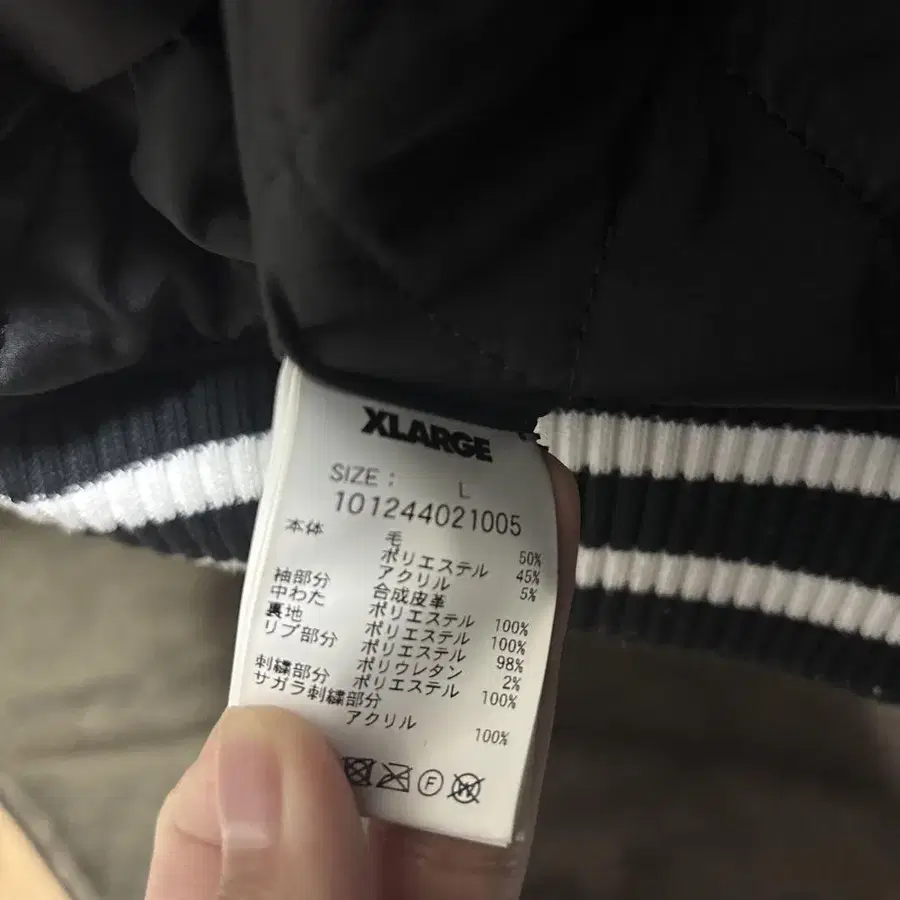 XLARGE
SIZE : L
101244021005
本体 毛 50%
ポリエステル 45%
アクリル 5%
袖部分 合成皮革
中わた ポリエステル 100%
裏地 ポリエステル 100%
リブ部分 ポリエステル 98%
ポリウレタン 2%
刺繍部分 ポリエステル 100%
サガラ刺繍部分
アクリル 100%
F
W